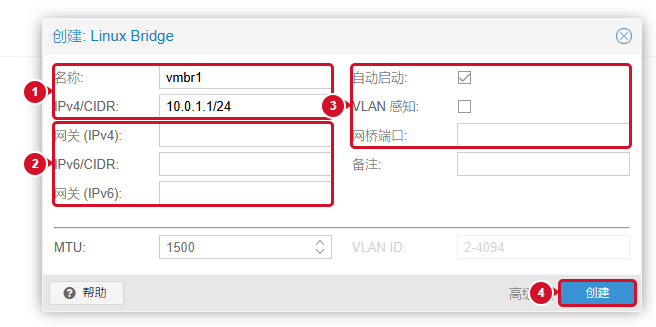 创建: Linux Bridge
名称: vmbr1 自动启动:
1 IPv4/CIDR: 10.0.1.1/24 3 VLAN 感知:
网关 (IPv4): 网桥端口:
2 IPv6/CIDR: 备注:
网关 (IPv6):
MTU: 1500 VLAN ID: 2-4094
帮助 高级 4 创建